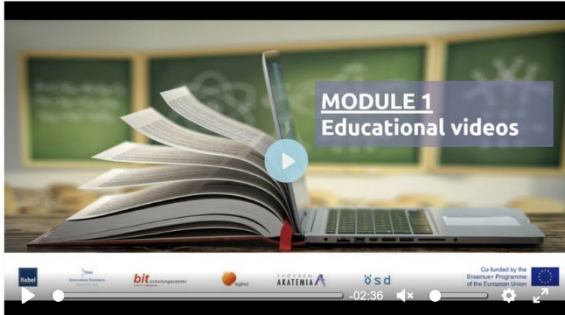 MODULE 1
Educational videos
Babel
bit schulungscenter
AKATEMIA
ösd
Co-funded by the
Erasmus+ Programme
of the European Union
-02:36